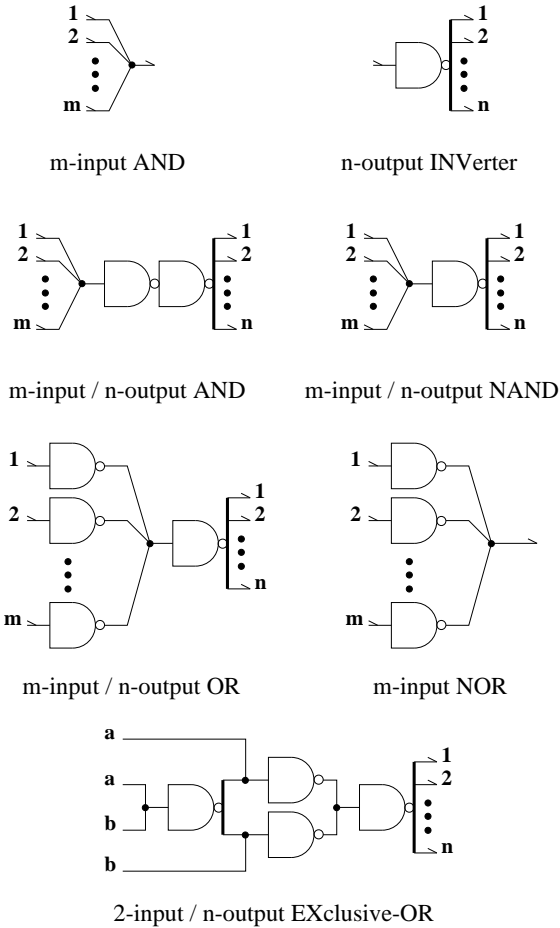 1
2
m
m-input AND
1
2
n
n-output INVerter
1
2
m
1
2
n
m-input / n-output AND
1
2
m
1
2
n
m-input / n-output NAND
1
2
m
1
2
n
m-input / n-output OR
1
2
m
m-input NOR
a
a
b
b
1
2
n
2-input / n-output EXclusive-OR